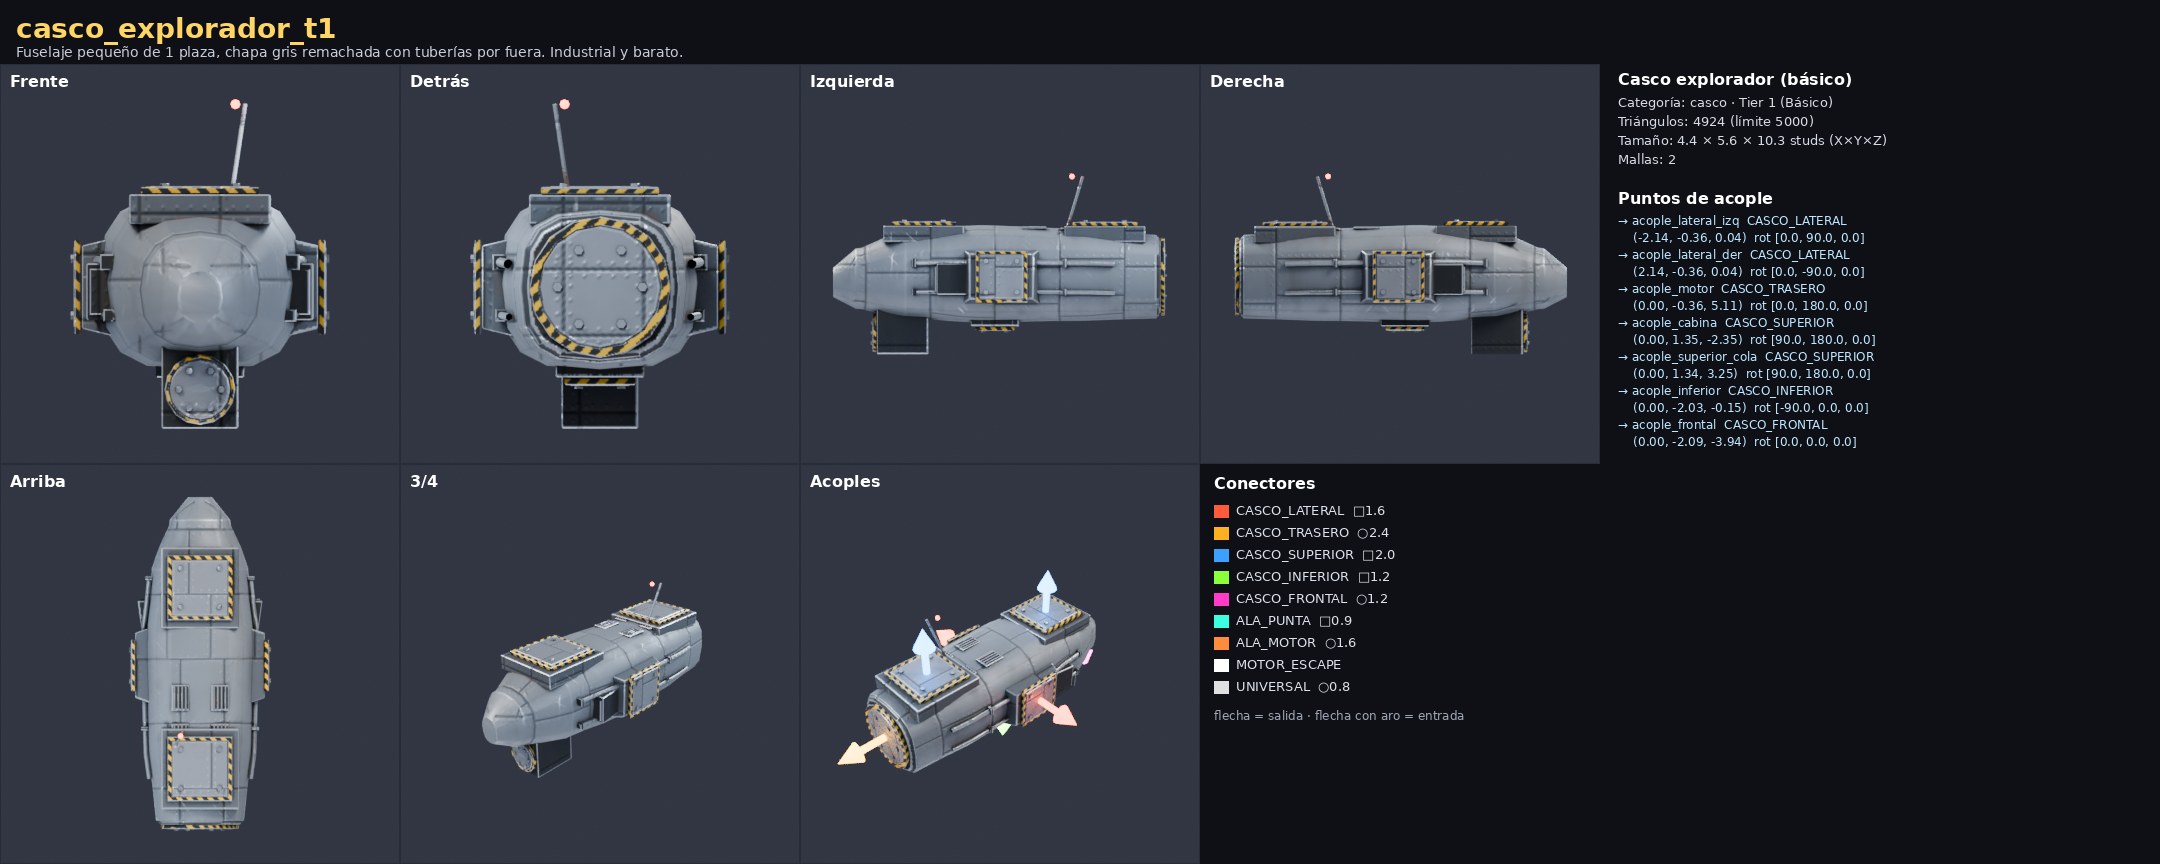 casco_explorador_t1
Fuselaje pequeño de 1 plaza, chapa gris remachada con tuberías por fuera. Industrial y barato.
Frente
Detrás
Izquierda
Derecha
Casco explorador (básico)
Categoría: casco · Tier 1 (Básico)
Triángulos: 4924 (límite 5000)
Tamaño: 4.4 × 5.6 × 10.3 studs (X×Y×Z)
Mallas: 2
Puntos de acople
→ acople_lateral_izq CASCO_LATERAL
(-2.14, -0.36, 0.04) rot [0.0, 90.0, 0.0]
→ acople_lateral_der CASCO_LATERAL
(2.14, -0.36, 0.04) rot [0.0, -90.0, 0.0]
→ acople_motor CASCO_TRASERO
(0.00, -0.36, 5.11) rot [0.0, 180.0, 0.0]
→ acople_cabina CASCO_SUPERIOR
(0.00, 1.35, -2.35) rot [90.0, 180.0, 0.0]
→ acople_superior_cola CASCO_SUPERIOR
(0.00, 1.34, 3.25) rot [90.0, 180.0, 0.0]
→ acople_inferior CASCO_INFERIOR
(0.00, -2.03, -0.15) rot [-90.0, 0.0, 0.0]
→ acople_frontal CASCO_FRONTAL
(0.00, -2.09, -3.94) rot [0.0, 0.0, 0.0]
Arriba
3/4
Acoples
Conectores
CASCO_LATERAL □1.6
CASCO_TRASERO ○2.4
CASCO_SUPERIOR □2.0
CASCO_INFERIOR □1.2
CASCO_FRONTAL ○1.2
ALA_PUNTA □0.9
ALA_MOTOR ○1.6
MOTOR_ESCAPE
UNIVERSAL ○0.8
flecha = salida · flecha con aro = entrada